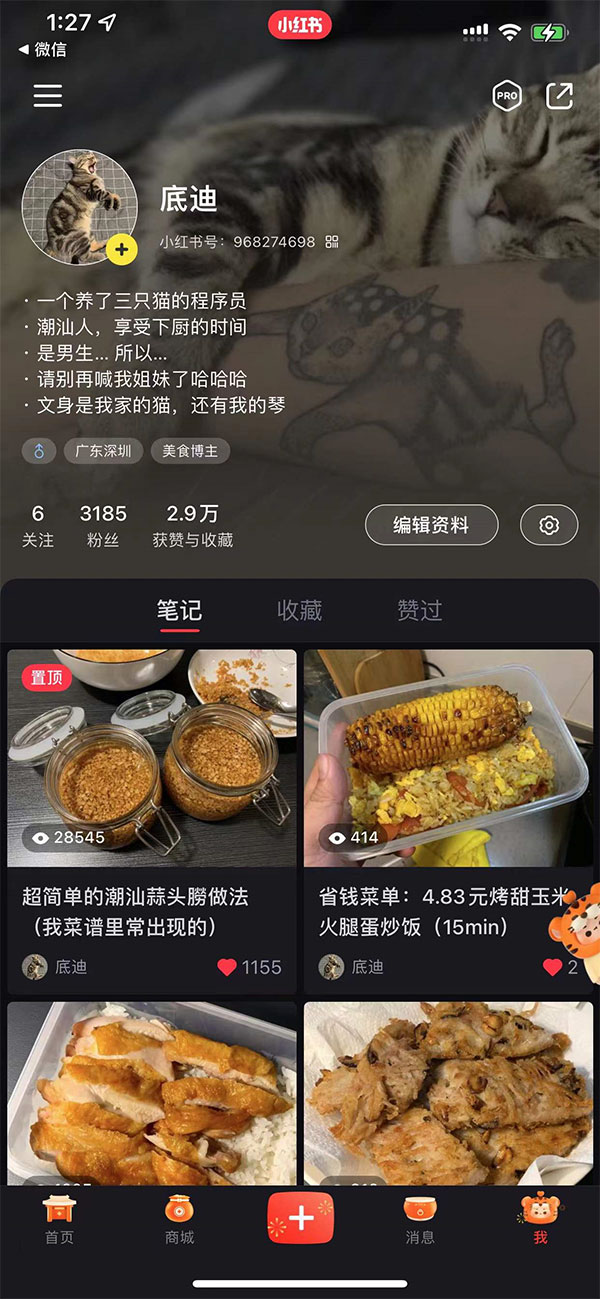 1:27
小红书
◀ 微信
PRO
底迪
小红书号：968274698
· 一个养了三只猫的程序员
· 潮汕人，享受下厨的时间
· 是男生... 所以...
· 请别再喊我姐妹了哈哈哈
· 文身是我家的猫，还有我的琴
♂ 广东深圳 美食博主
6 3185 2.9万
关注 粉丝 获赞与收藏
编辑资料
笔记 收藏 赞过
置顶
28545
414
超简单的潮汕蒜头朥做法
（我菜谱里常出现的）
底迪 1155
省钱菜单：4.83元烤甜玉米
火腿蛋炒饭（15min）
底迪 2
首页 商城 消息 我